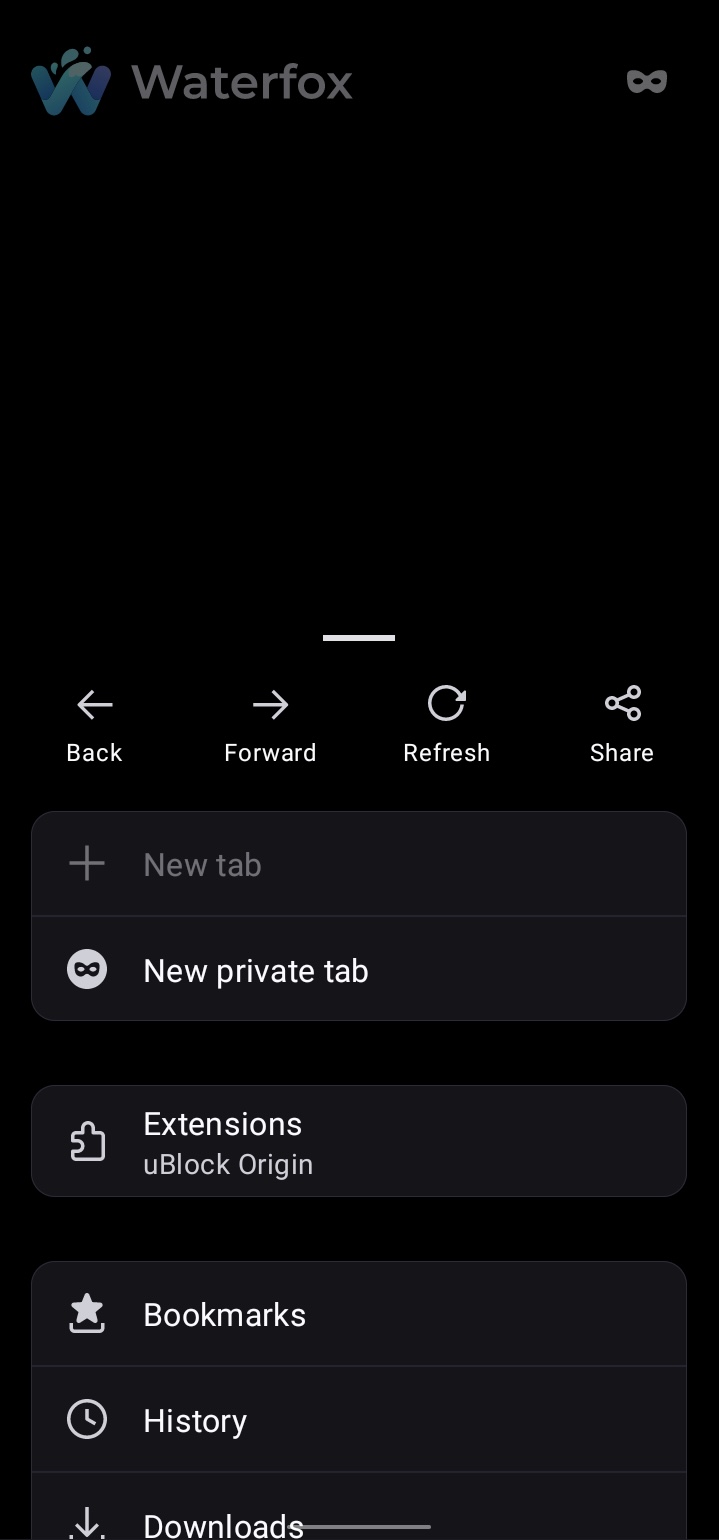 Waterfox
Back
Forward
Refresh
Share
New tab
New private tab
Extensions
uBlock Origin
Bookmarks
History
Downloads